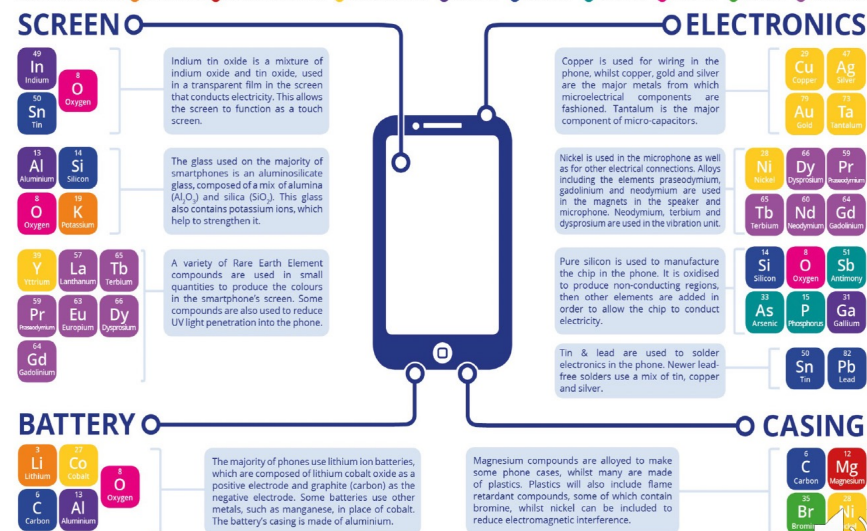 SCREEN
49
In
Indium
8
O
Oxygen
50
Sn
Tin
Indium tin oxide is a mixture of
indium oxide and tin oxide, used
in a transparent film in the screen
that conducts electricity. This allows
the screen to function as a touch
screen.
13
Al
Aluminium
14
Si
Silicon
8
O
Oxygen
19
K
Potassium
The glass used on the majority of
smartphones is an aluminosilicate
glass, composed of a mix of alumina
(Al₂O₃) and silica (SiO₂). This glass
also contains potassium ions, which
help to strengthen it.
39
Y
Yttrium
57
La
Lanthanum
65
Tb
Terbium
59
Pr
Praseodymium
63
Eu
Europium
66
Dy
Dysprosium
64
Gd
Gadolinium
A variety of Rare Earth Element
compounds are used in small
quantities to produce the colours
in the smartphone's screen. Some
compounds are also used to reduce
UV light penetration into the phone.
ELECTRONICS
Copper is used for wiring in the
phone, whilst copper, gold and silver
are the major metals from which
microelectrical components are
fashioned. Tantalum is the major
component of micro-capacitors.
29
Cu
Copper
47
Ag
Silver
79
Au
Gold
73
Ta
Tantalum
Nickel is used in the microphone as well
as for other electrical connections. Alloys
including the elements praseodymium,
gadolinium and neodymium are used
in the magnets in the speaker and
microphone. Neodymium, terbium and
dysprosium are used in the vibration unit.
28
Ni
Nickel
66
Dy
Dysprosium
59
Pr
Praseodymium
65
Tb
Terbium
60
Nd
Neodymium
64
Gd
Gadolinium
Pure silicon is used to manufacture
the chip in the phone. It is oxidised
to produce non-conducting regions,
then other elements are added in
order to allow the chip to conduct
electricity.
14
Si
Silicon
8
O
Oxygen
51
Sb
Antimony
33
As
Arsenic
15
P
Phosphorus
31
Ga
Gallium
Tin & lead are used to solder
electronics in the phone. Newer lead-
free solders use a mix of tin, copper
and silver.
50
Sn
Tin
82
Pb
Lead
BATTERY
3
Li
Lithium
27
Co
Cobalt
8
O
Oxygen
6
C
Carbon
13
Al
Aluminium
The majority of phones use lithium ion batteries,
which are composed of lithium cobalt oxide as a
positive electrode and graphite (carbon) as the
negative electrode. Some batteries use other
metals, such as manganese, in place of cobalt.
The battery's casing is made of aluminium.
CASING
Magnesium compounds are alloyed to make
some phone cases, whilst many are made
of plastics. Plastics will also include flame
retardant compounds, some of which contain
bromine, whilst nickel can be included to
reduce electromagnetic interference.
6
C
Carbon
12
Mg
Magnesium
35
Br
28
Ni